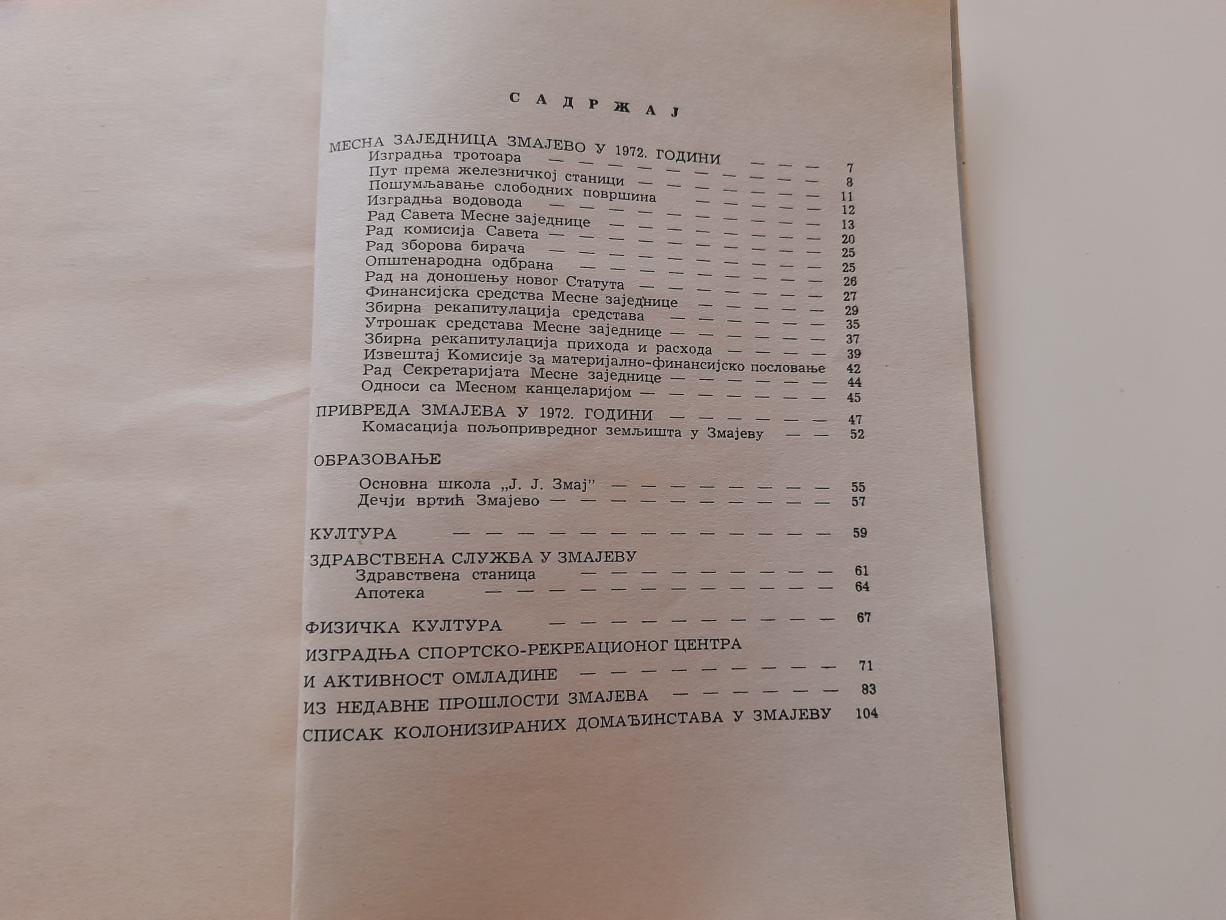 САДРЖАЈ
МЕСНА ЗАЈЕДНИЦА ЗМАЈЕВО У 1972. ГОДИНИ — — — 7
Изградња тротоара — — — — — — — — — — 8
Пут према железничкој станици — — — — — — — 11
Пошумљавање слободних површина — — — — — 12
Изградња водовода — — — — — — — — — — 13
Рад Савета Месне заједнице — — — — — — — — 20
Рад комисија Савета — — — — — — — — — — 25
Рад зборова бирача — — — — — — — — — — 25
Општенародна одбрана — — — — — — — — — 26
Рад на доношењу новог Статута — — — — — — — 27
Финансијска средства Месне заједнице — — — — — 29
Збирна рекапитулација средства — — — — — — — 35
Утрошак средстава Месне заједнице — — — — — — 37
Збирна рекапитулација прихода и расхода — — — — 39
Извештај Комисије за материјално-финансијско пословање 42
Рад Секретаријата Месне заједнице — — — — — — 44
Односи са Месном канцеларијом — — — — — — — 45
ПРИВРЕДА ЗМАЈЕВА У 1972. ГОДИНИ — — — — — — 47
Комасација пољопривредног земљишта у Змајеву — — 52
ОБРАЗОВАЊЕ
Основна школа „Ј. Ј. Змај” — — — — — — — — 55
Дечји вртић Змајево — — — — — — — — — — 57
КУЛТУРА — — — — — — — — — — — — — — 59
ЗДРАВСТВЕНА СЛУЖБА У ЗМАЈЕВУ
Здравствена станица — — — — — — — — — 61
Апотека — — — — — — — — — — — — 64
ФИЗИЧКА КУЛТУРА — — — — — — — — — — 67
ИЗГРАДЊА СПОРТСКО-РЕКРЕАЦИОНОГ ЦЕНТРА
И АКТИВНОСТ ОМЛАДИНЕ — — — — — — — — — 71
ИЗ НЕДАВНЕ ПРОШЛОСТИ ЗМАЈЕВА — — — — — — 83
СПИСАК КОЛОНИЗИРАНИХ ДОМАЋИНСТАВА У ЗМАЈЕВУ 104